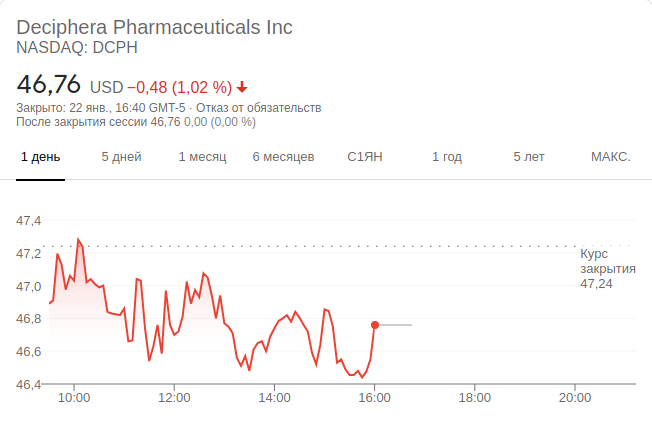 Deciphera Pharmaceuticals Inc
NASDAQ: DCPH
46,76 USD −0,48 (1,02 %)
Закрыто: 22 янв., 16:40 GMT-5 · Отказ от обязательств
После закрытия сессии 46,76 0,00 (0,00 %)
1 день 5 дней 1 месяц 6 месяцев С1ЯН 1 год 5 лет МАКС.
47,4
47,2
47,0
46,8
46,6
46,4
Курс
закрытия
47,24
10:00 12:00 14:00 16:00 18:00 20:00